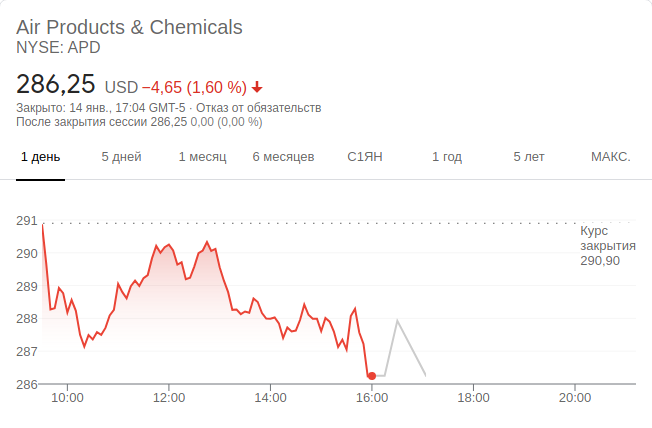 Air Products & Chemicals
NYSE: APD
286,25 USD −4,65 (1,60 %)
Закрыто: 14 янв., 17:04 GMT-5 · Отказ от обязательств
После закрытия сессии 286,25 0,00 (0,00 %)
1 день 5 дней 1 месяц 6 месяцев С1ЯН 1 год 5 лет МАКС.
291
Курс
закрытия
290,90
290
289
288
287
286
10:00 12:00 14:00 16:00 18:00 20:00